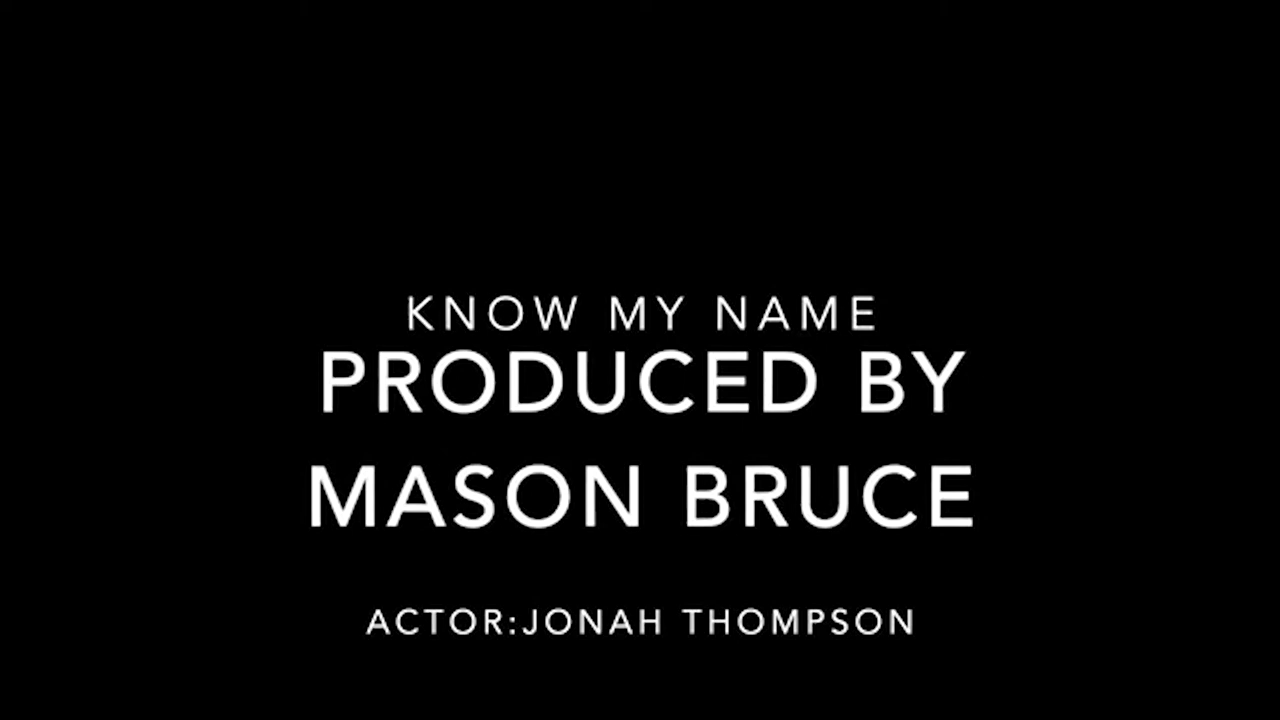 KNOW MY NAME
PRODUCED BY
MASON BRUCE
ACTOR:JONAH THOMPSON